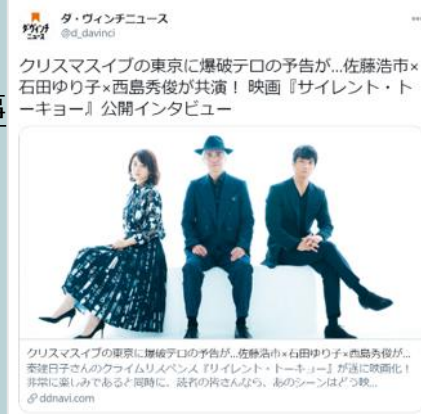 ダ・ヴィンチニュース
@d_davinci
クリスマスイブの東京に爆破テロの予告が...佐藤浩市×
石田ゆり子×西島秀俊が共演！ 映画『サイレント・ト
ーキョー』公開インタビュー
クリスマスイブの東京に爆破テロの予告が...佐藤浩市×石田ゆり子×西島秀俊が...
秦建日子さんのクライムサスペンス『サイレント・トーキョー』が遂に映画化！
非常に楽しみであると同時に、読者の皆さんなら、あのシーンはどう映...
ddnavi.com